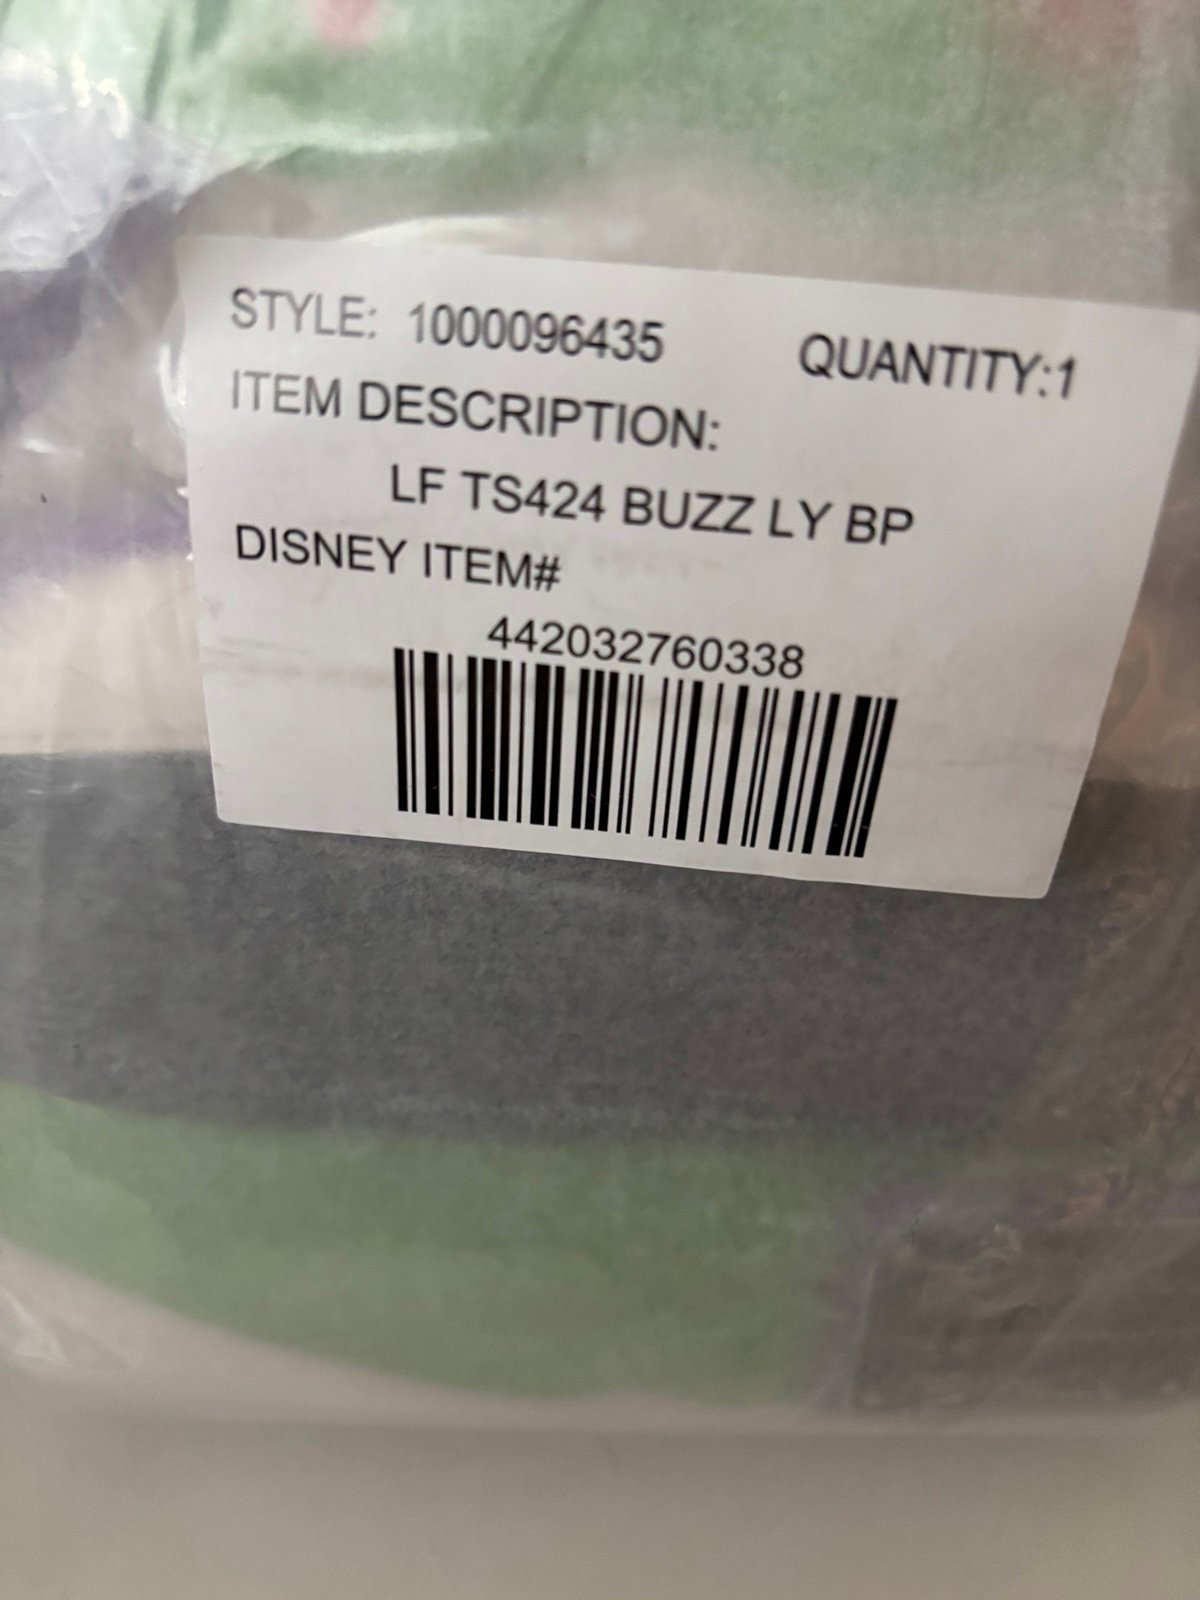 STYLE: 1000096435 QUANTITY:1
ITEM DESCRIPTION:
LF TS424 BUZZ LY BP
DISNEY ITEM#
442032760338